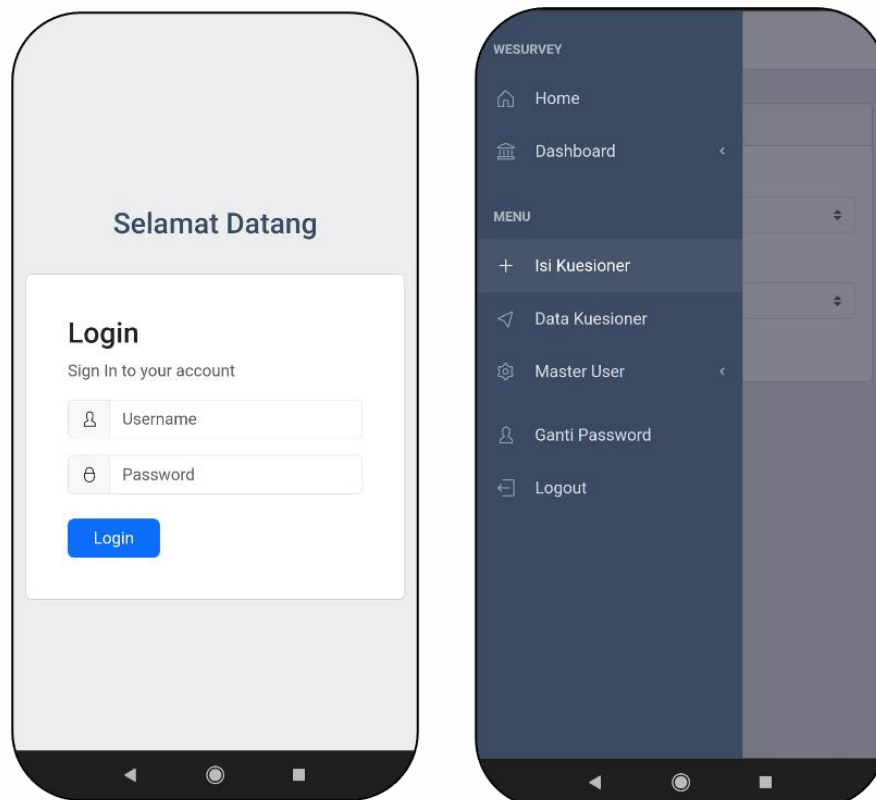 Selamat Datang
Login
Sign In to your account
Username
Password
Login
WESURVEY
Home
Dashboard
MENU
Isi Kuesioner
Data Kuesioner
Master User
Ganti Password
Logout